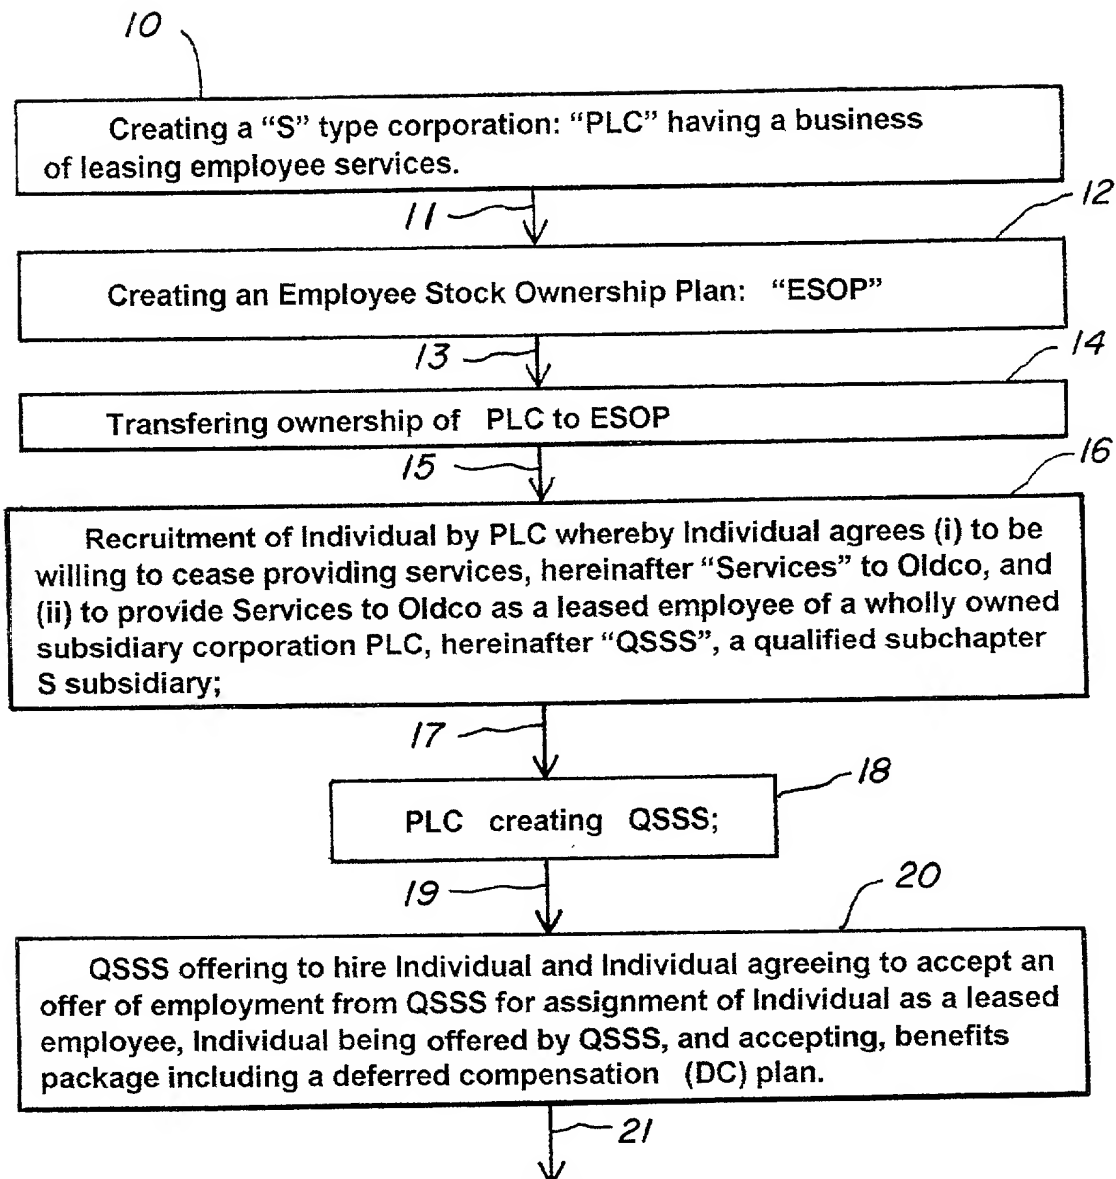 10
Creating a “S” type corporation: “PLC” having a business
of leasing employee services.
11
12
Creating an Employee Stock Ownership Plan: “ESOP”
13
14
Transfering ownership of PLC to ESOP
15
16
Recruitment of Individual by PLC whereby Individual agrees (i) to be
willing to cease providing services, hereinafter “Services” to Oldco, and
(ii) to provide Services to Oldco as a leased employee of a wholly owned
subsidiary corporation PLC, hereinafter “QSSS”, a qualified subchapter
S subsidiary;
17
18
PLC creating QSSS;
19
20
QSSS offering to hire Individual and Individual agreeing to accept an
offer of employment from QSSS for assignment of Individual as a leased
employee, Individual being offered by QSSS, and accepting, benefits
package including a deferred compensation (DC) plan.
21